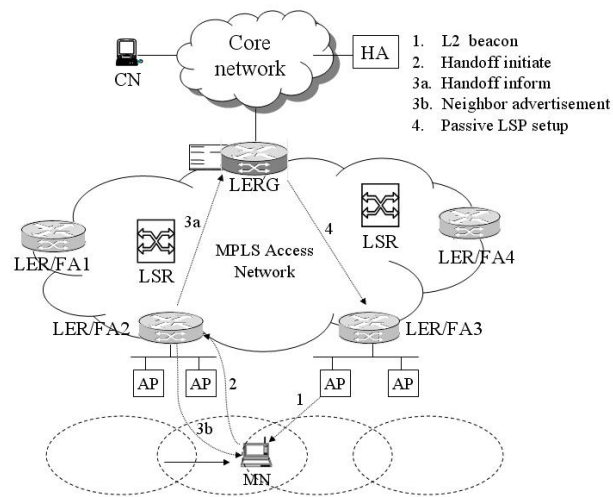 Core
network
CN
HA
1. L2 beacon
2. Handoff initiate
3a. Handoff inform
3b. Neighbor advertisement
4. Passive LSP setup
LERG
3a
4
LSR
LSR
LER/FA1
LER/FA4
MPLS Access
Network
LER/FA2
LER/FA3
AP
AP
AP
AP
2
1
3b
MN